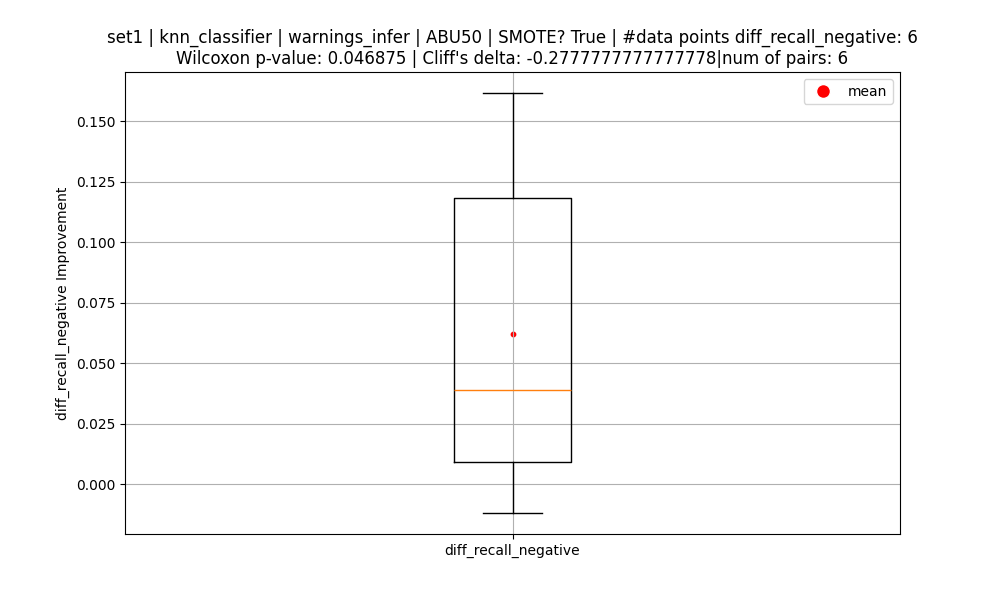 set1 | knn_classifier | warnings_infer | ABU50 | SMOTE? True | #data points diff_recall_negative: 6
Wilcoxon p-value: 0.046875 | Cliff's delta: -0.2777777777777778|num of pairs: 6
mean
0.150
0.125
0.100
0.075
0.050
0.025
0.000
diff_recall_negative Improvement
diff_recall_negative